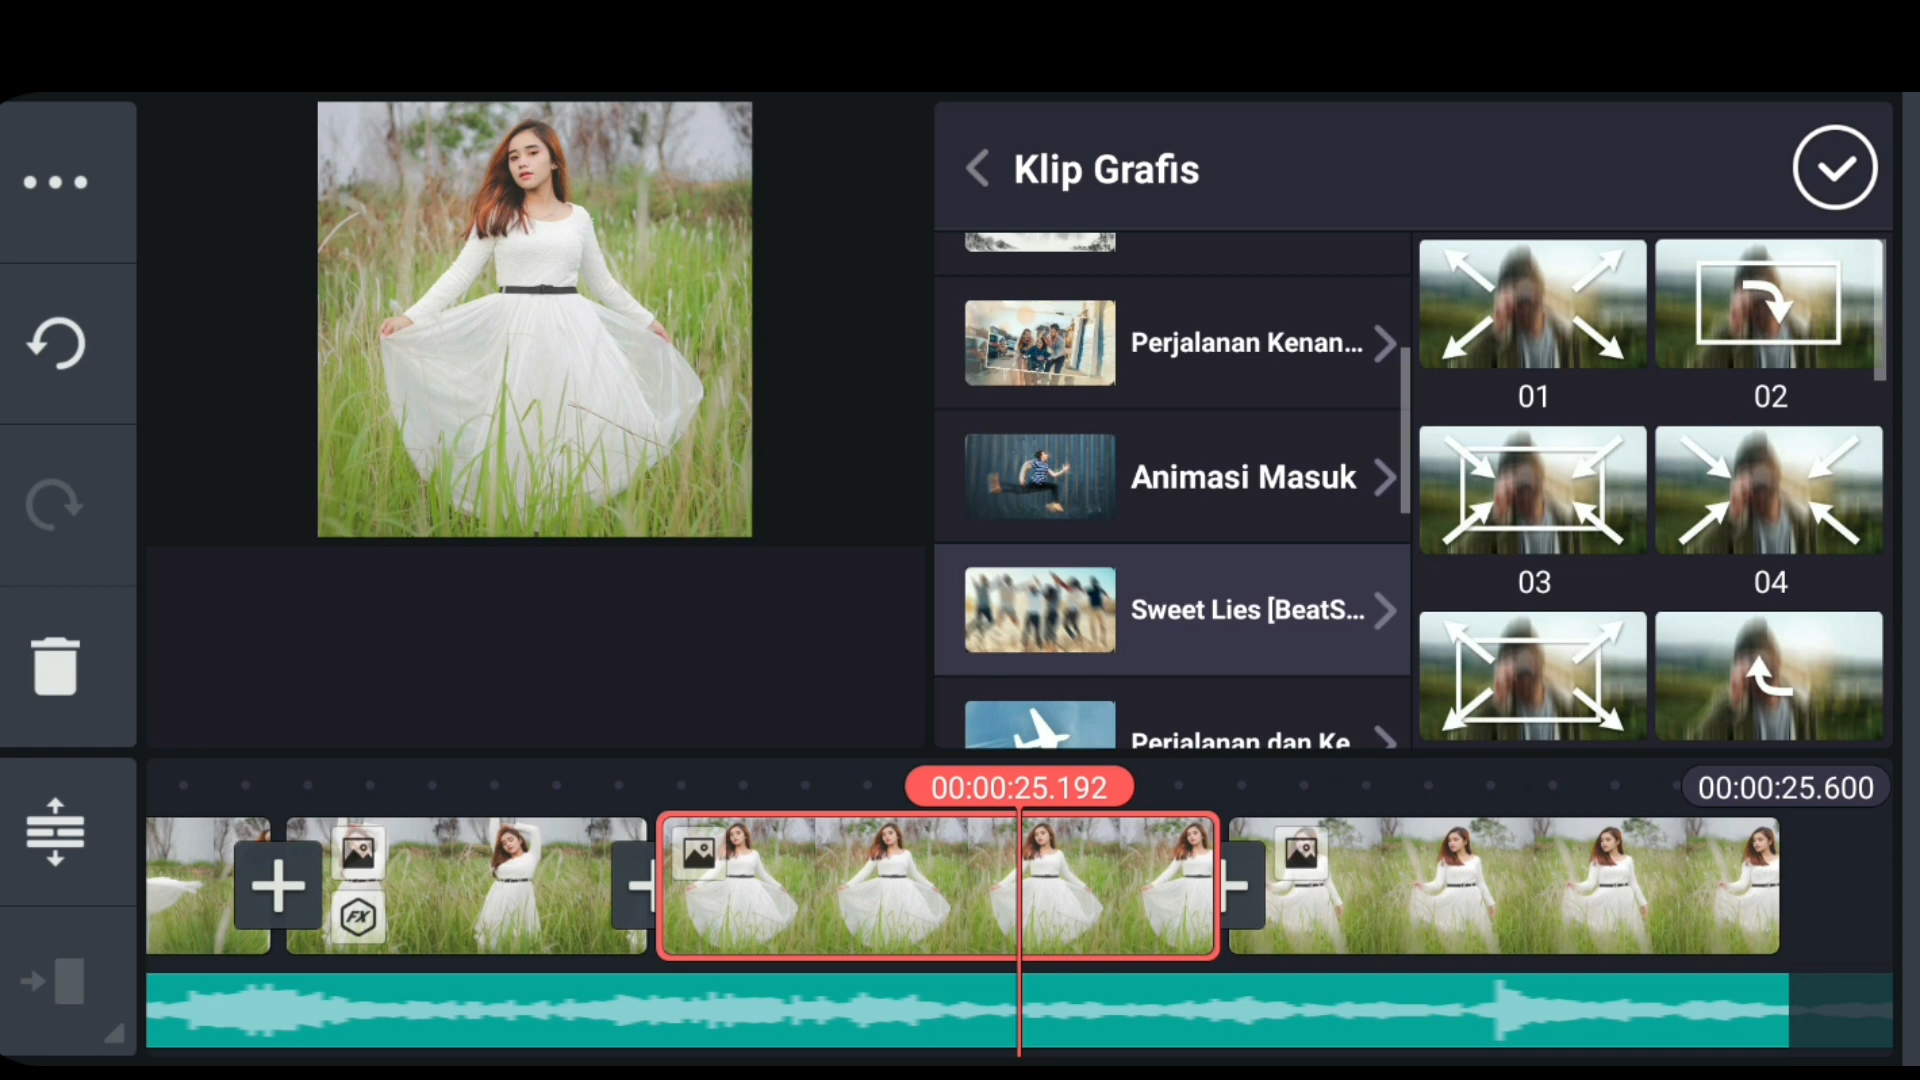 Klip Grafis
Perjalanan Kenan...
Animasi Masuk
Sweet Lies [BeatS...
Perjalanan dan Ke
01
02
03
04
00:00:25.192
00:00:25.600
FX